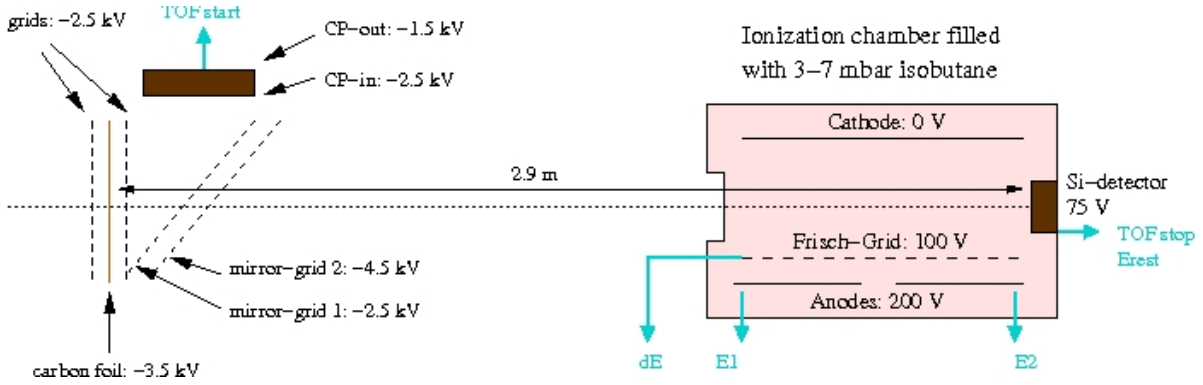 grids: −2.5 kV
TOF start
CP−out: −1.5 kV
CP−in: −2.5 kV
Ionization chamber filled
with 3−7 mbar isobutane
Cathode: 0 V
2.9 m
Si−detector
75 V
TOF stop
Erest
Frisch−Grid: 100 V
mirror−grid 2: −4.5 kV
mirror−grid 1: −2.5 kV
Anodes: 200 V
dE
E1
E2
carbon foil: −3.5 kV